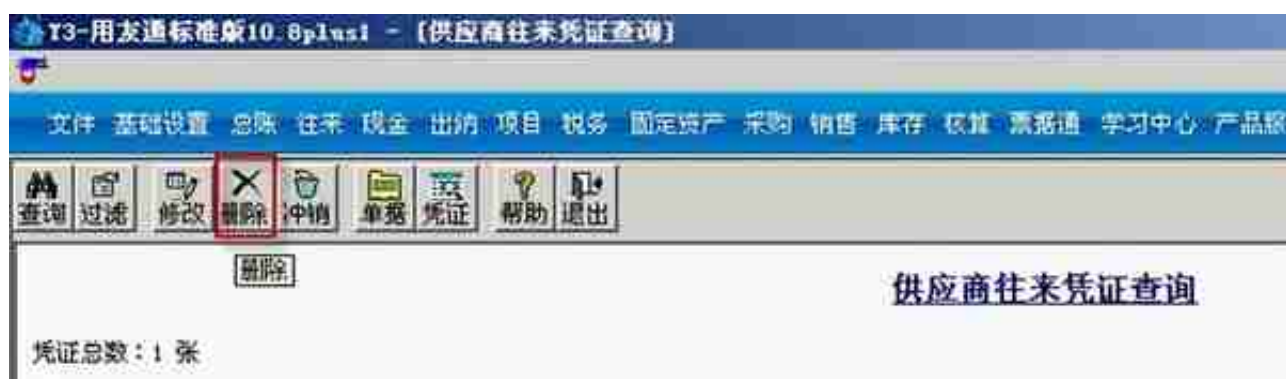 T3-用友通标准版10.8plus1 - [供应商往来凭证查询]
文件 基础设置 总账 往来 现金 出纳 项目 税务 固定资产 采购 销售 库存 核算 票据通 学习中心 产品服
查询 过滤 修改 删除 冲销 单据 凭证 帮助 退出
删除
供应商往来凭证查询
凭证总数：1 张